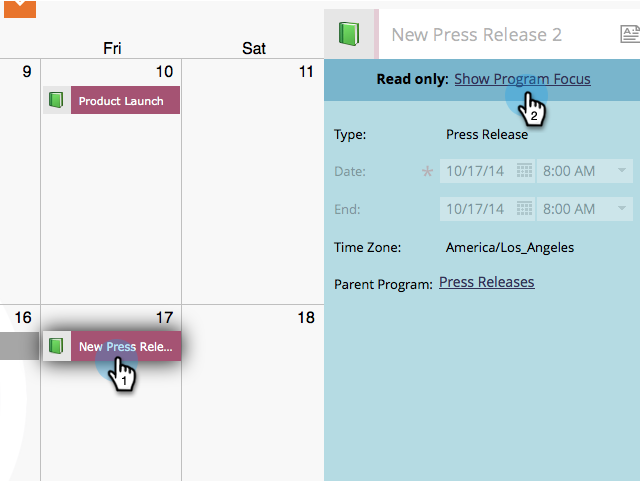 Fri Sat
9 10 11
Product Launch
16 17 18
New Press Rele...
1
New Press Release 2
Read only: Show Program Focus
2
Type: Press Release
Date: * 10/17/14 8:00 AM
End: 10/17/14 8:00 AM
Time Zone: America/Los_Angeles
Parent Program: Press Releases